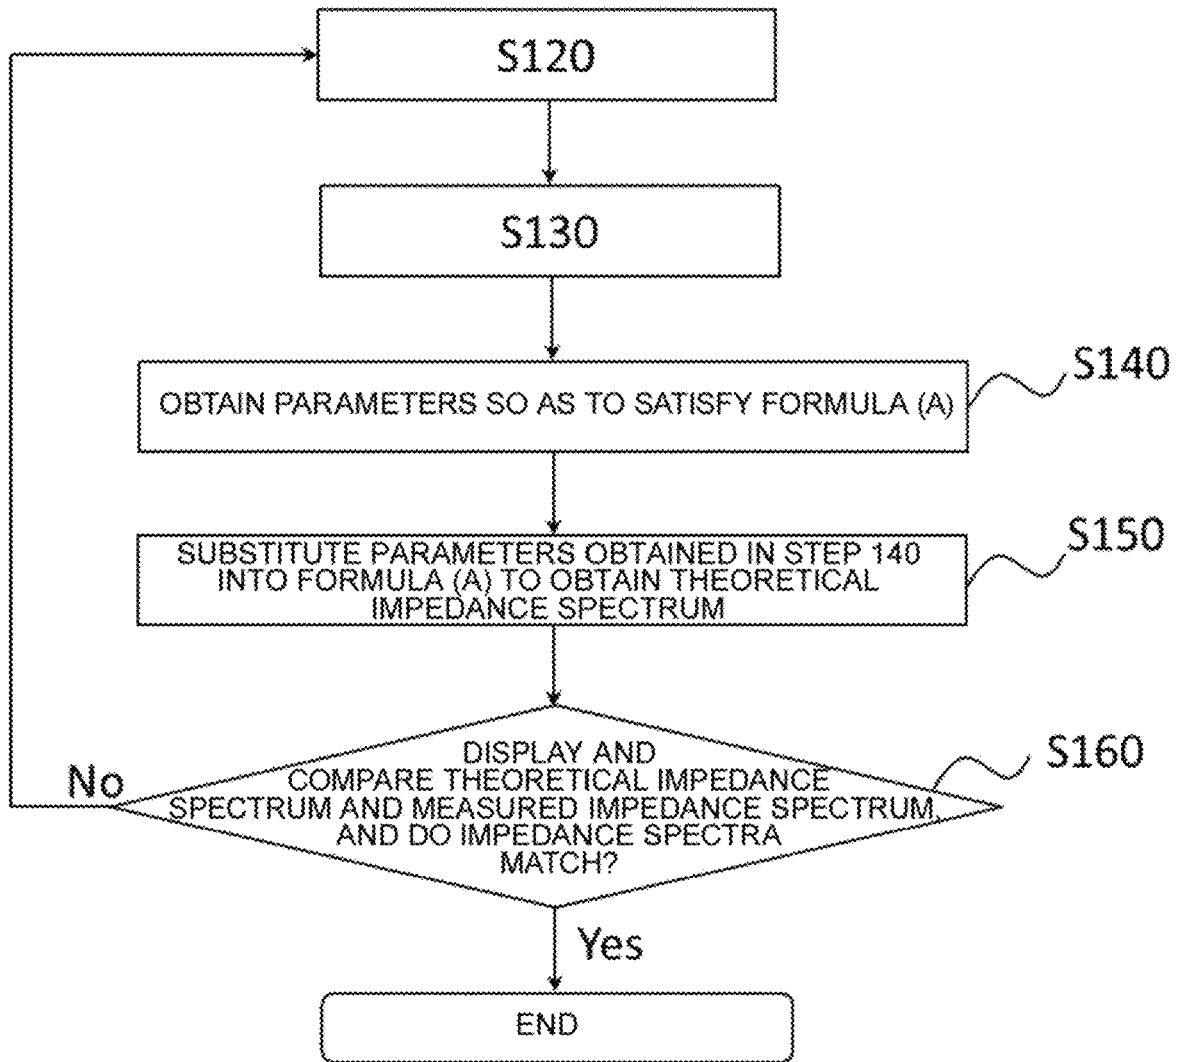 S120
S130
S140
OBTAIN PARAMETERS SO AS TO SATISFY FORMULA (A)
S150
SUBSTITUTE PARAMETERS OBTAINED IN STEP 140
INTO FORMULA (A) TO OBTAIN THEORETICAL
IMPEDANCE SPECTRUM
S160
DISPLAY AND
COMPARE THEORETICAL IMPEDANCE
SPECTRUM AND MEASURED IMPEDANCE SPECTRUM,
AND DO IMPEDANCE SPECTRA
MATCH?
No
Yes
END